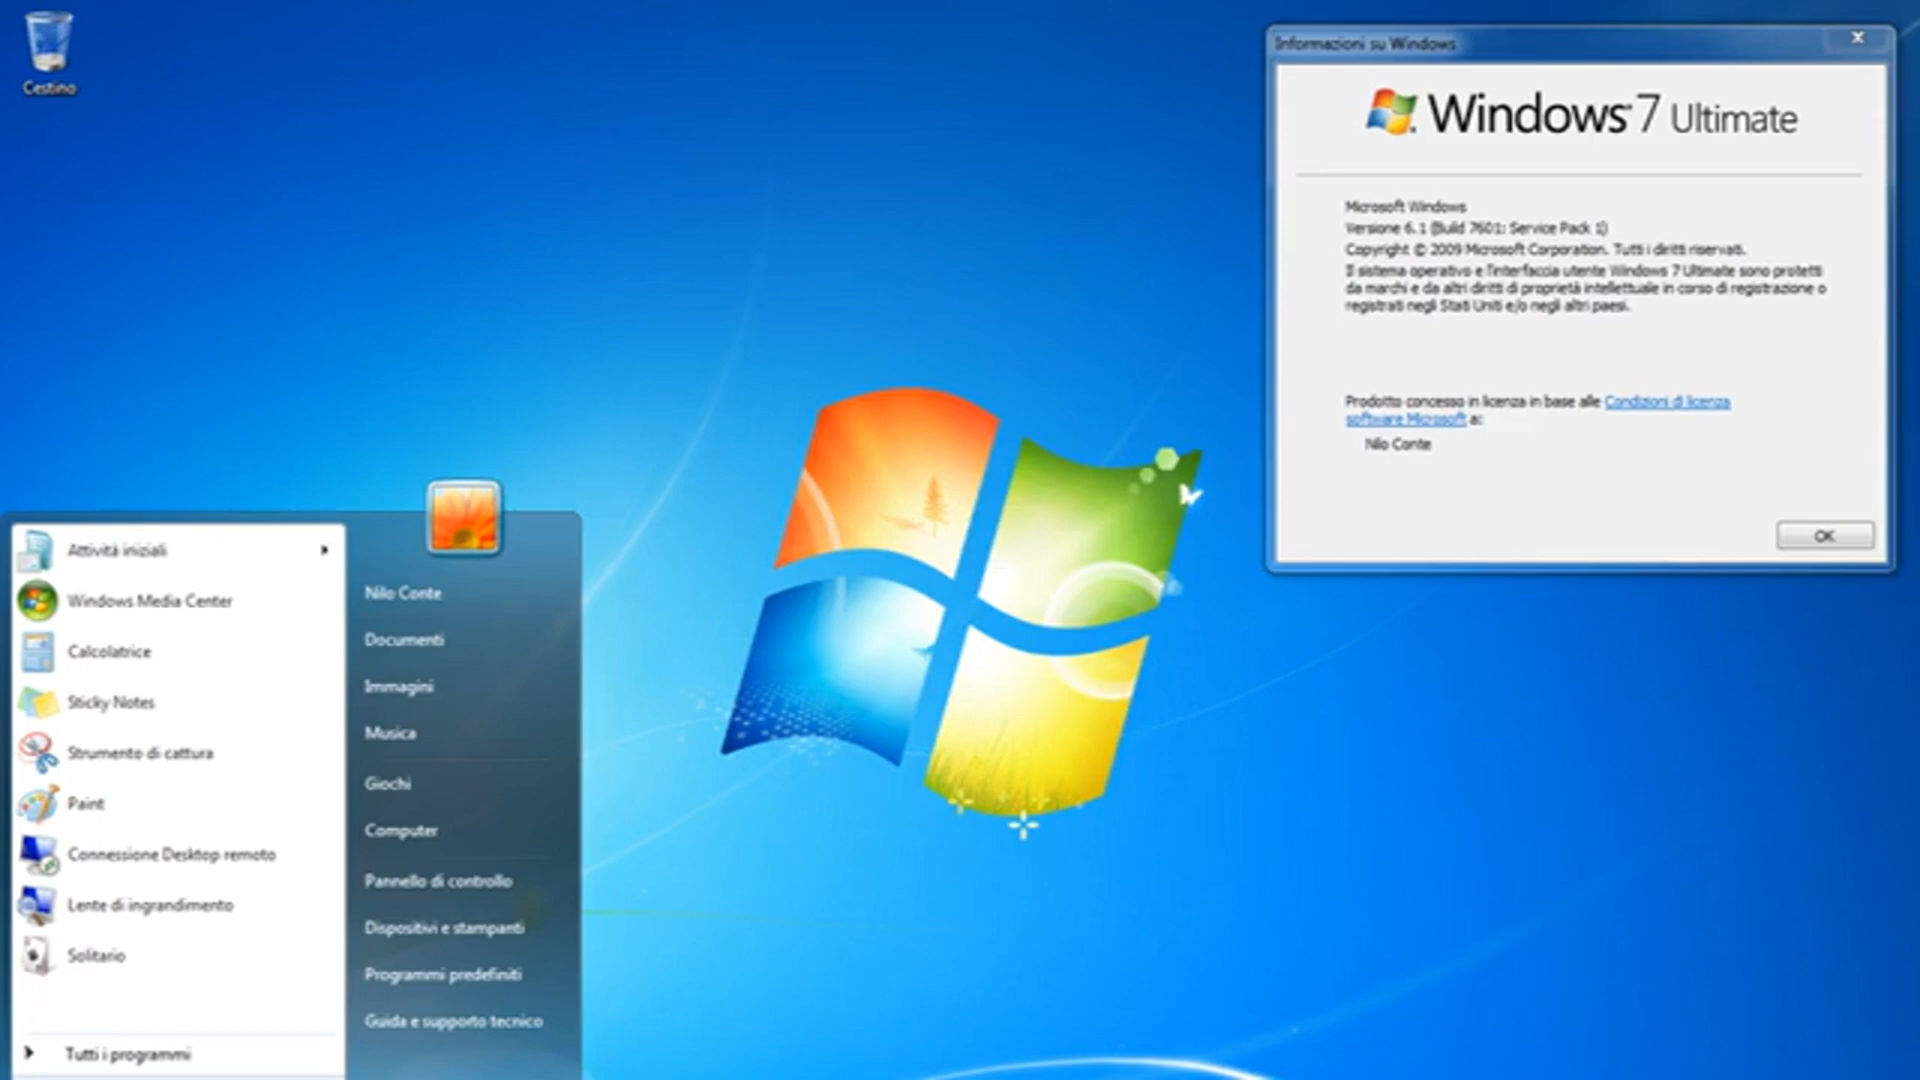 Cestino
Informazioni su Windows
Windows 7 Ultimate
Microsoft Windows
Versione 6.1 (Build 7601: Service Pack 1)
Copyright © 2009 Microsoft Corporation. Tutti i diritti riservati.
Il sistema operativo e l'interfaccia utente Windows 7 Ultimate sono protetti
da marchi e da altri diritti di proprietà intellettuale in corso di registrazione o
registrati negli Stati Uniti e/o negli altri paesi.
Prodotto concesso in licenza in base alle Condizioni di licenza
software Microsoft a:
Nilo Conte
OK
Attività iniziali
Windows Media Center
Calcolatrice
Sticky Notes
Strumento di cattura
Paint
Connessione Desktop remoto
Lente di ingrandimento
Solitario
Tutti i programmi
Nilo Conte
Documenti
Immagini
Musica
Giochi
Computer
Pannello di controllo
Dispositivi e stampanti
Programmi predefiniti
Guida e supporto tecnico